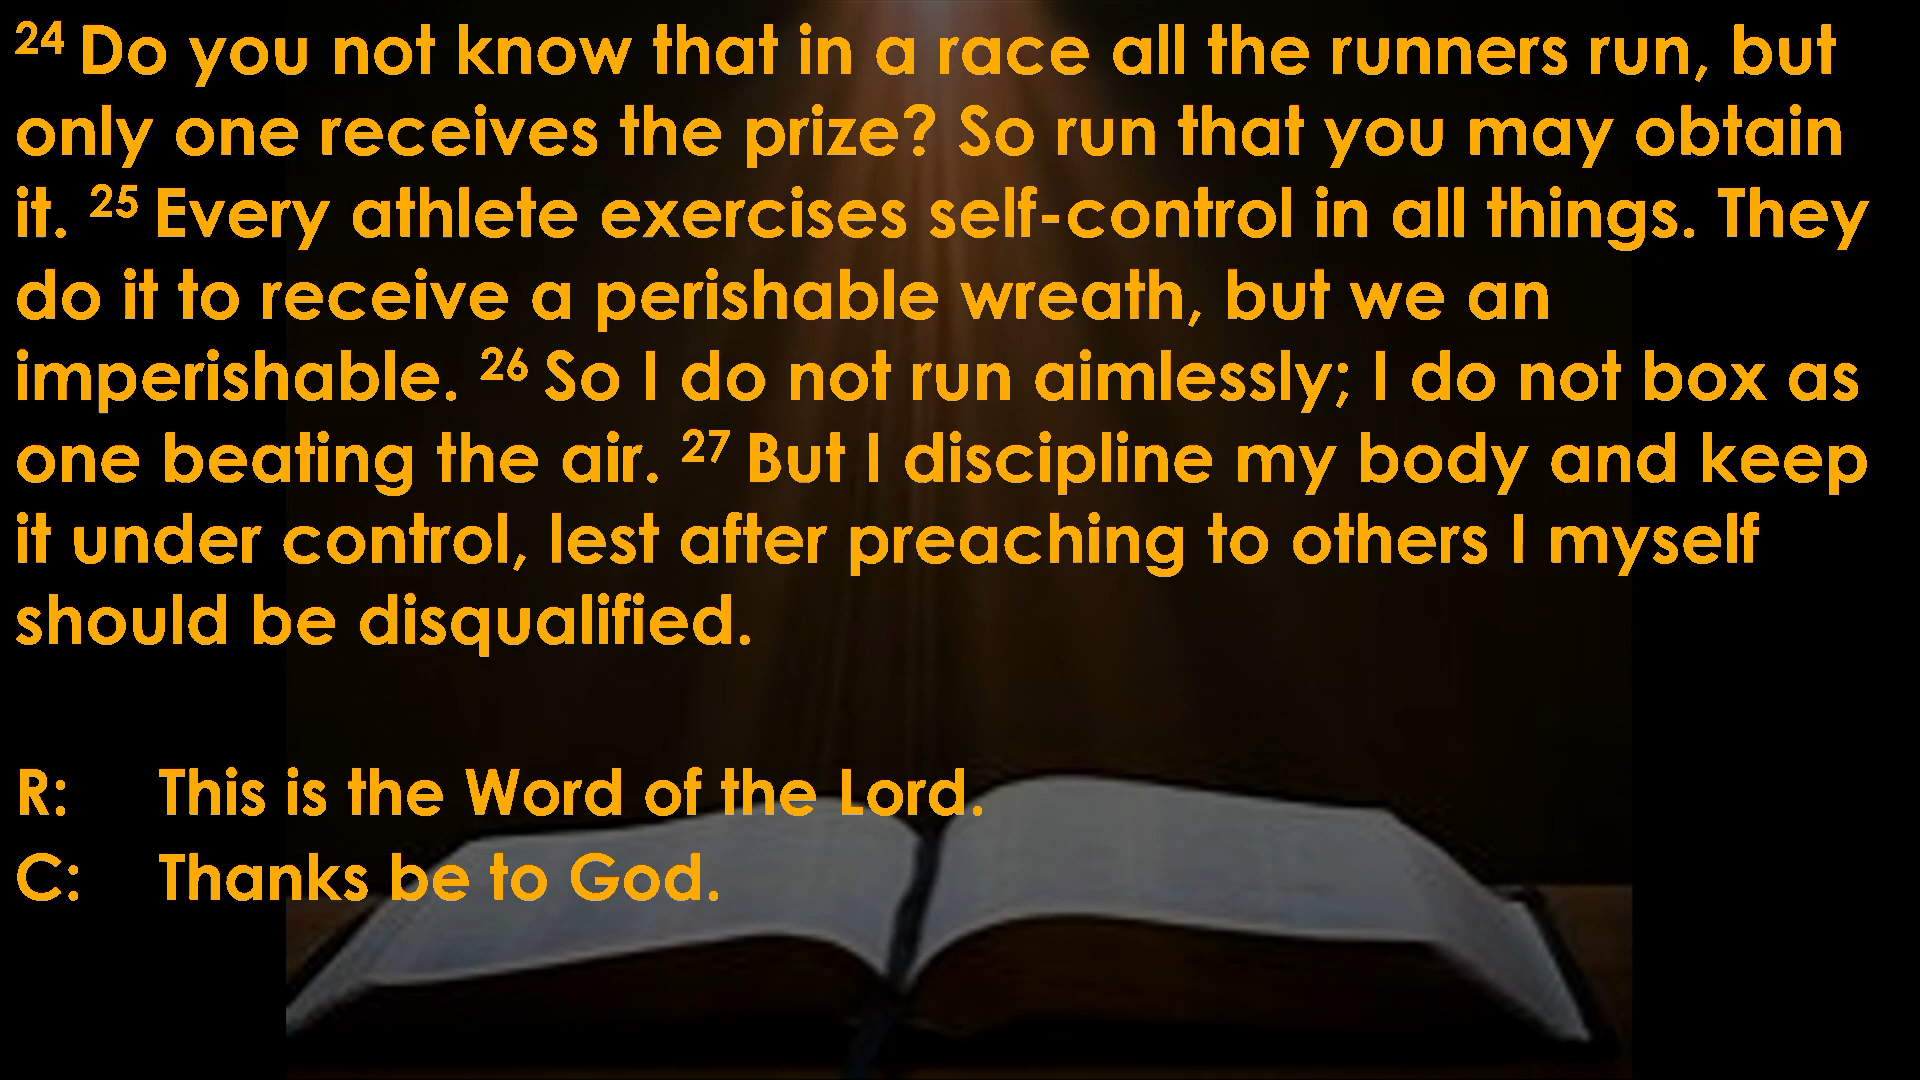 24 Do you not know that in a race all the runners run, but
only one receives the prize? So run that you may obtain
it. 25 Every athlete exercises self-control in all things. They
do it to receive a perishable wreath, but we an
imperishable. 26 So I do not run aimlessly; I do not box as
one beating the air. 27 But I discipline my body and keep
it under control, lest after preaching to others I myself
should be disqualified.
R: This is the Word of the Lord.
C: Thanks be to God.